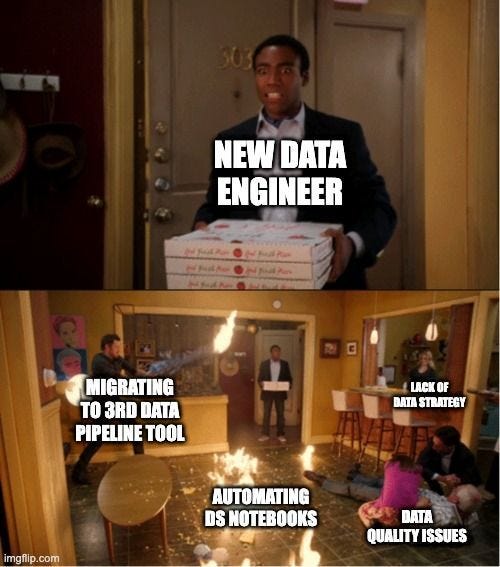 303
NEW DATA
ENGINEER
MIGRATING
TO 3RD DATA
PIPELINE TOOL
LACK OF
DATA STRATEGY
AUTOMATING
DS NOTEBOOKS
DATA
QUALITY ISSUES
imgflip.com